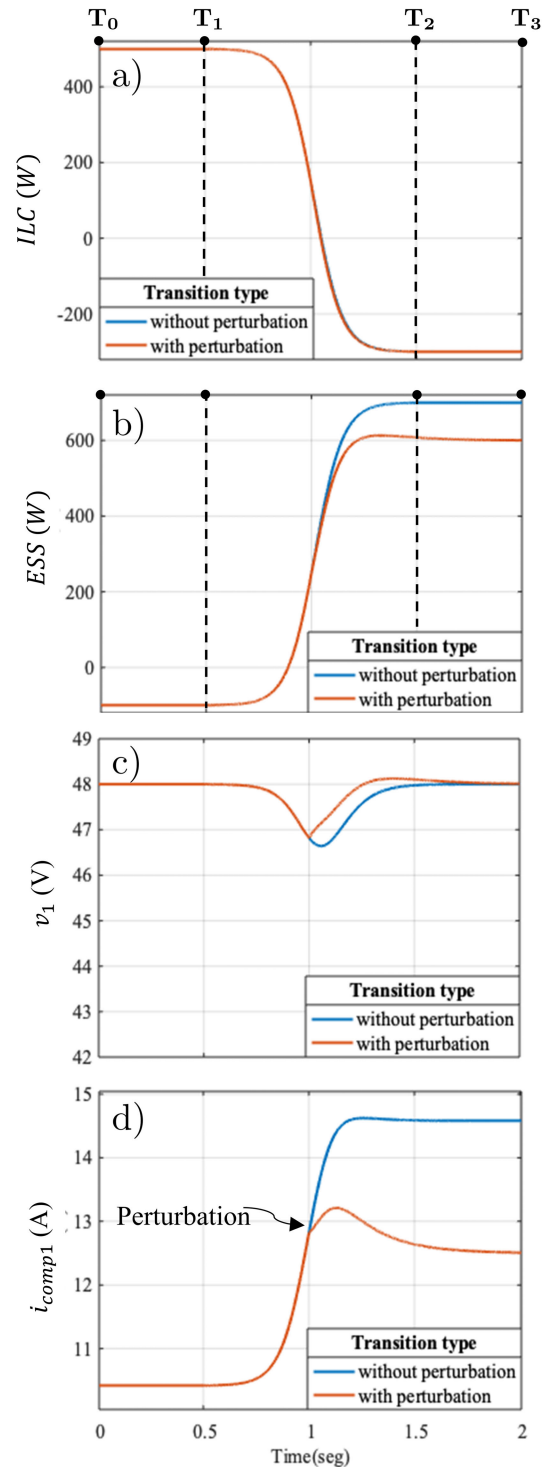 T0 T1 T2 T3
a)
400
200
0
-200
ILC (W)
Transition type
without perturbation
with perturbation
b)
600
400
200
0
ESS (W)
Transition type
without perturbation
with perturbation
c)
49
48
47
46
45
44
43
42
v1 (V)
Transition type
without perturbation
with perturbation
d)
15
14
13
12
11
icomp1 (A)
Perturbation
Transition type
without perturbation
with perturbation
0 0.5 1 1.5 2
Time(seg)